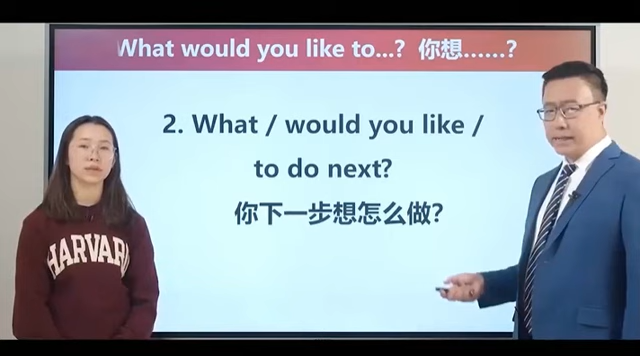 What would you like to...? 你想......?
2. What / would you like /
to do next?
你下一步想怎么做?
HARVARD